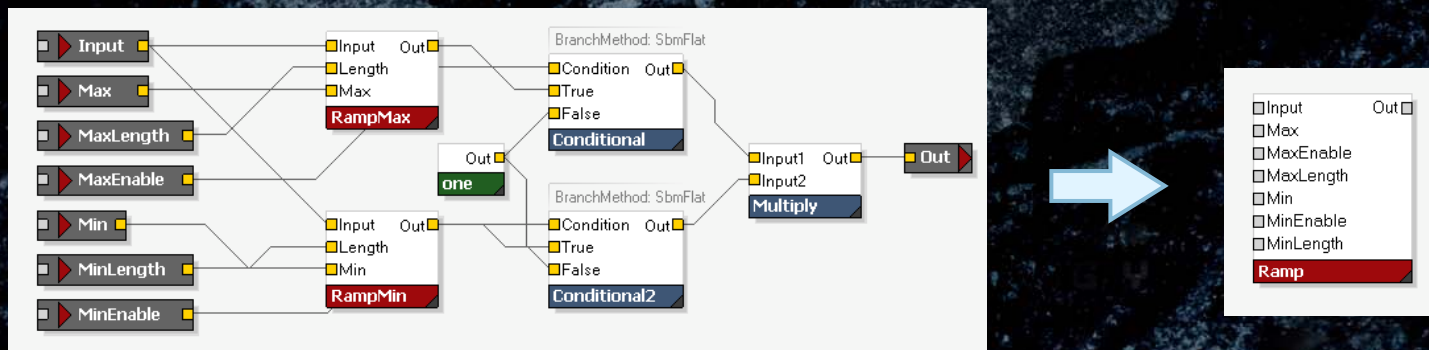 Input
Max
MaxLength
MaxEnable
Min
MinLength
MinEnable
Input Out
Length
Max
RampMax
Input Out
Length
Min
RampMin
Out
one
BranchMethod: SbmFlat
Condition Out
True
False
Conditional
BranchMethod: SbmFlat
Condition Out
True
False
Conditional2
Input1 Out
Input2
Multiply
Out
Input Out
Max
MaxEnable
MaxLength
Min
MinEnable
MinLength
Ramp